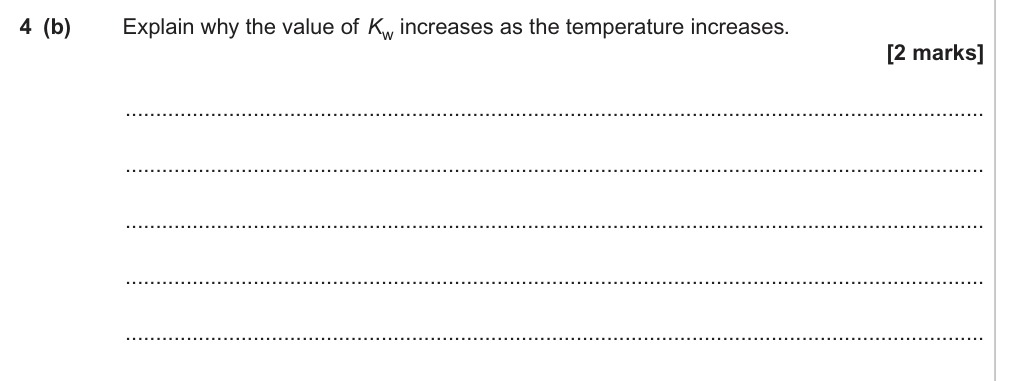 4 (b) Explain why the value of Kw increases as the temperature increases.
[2 marks]